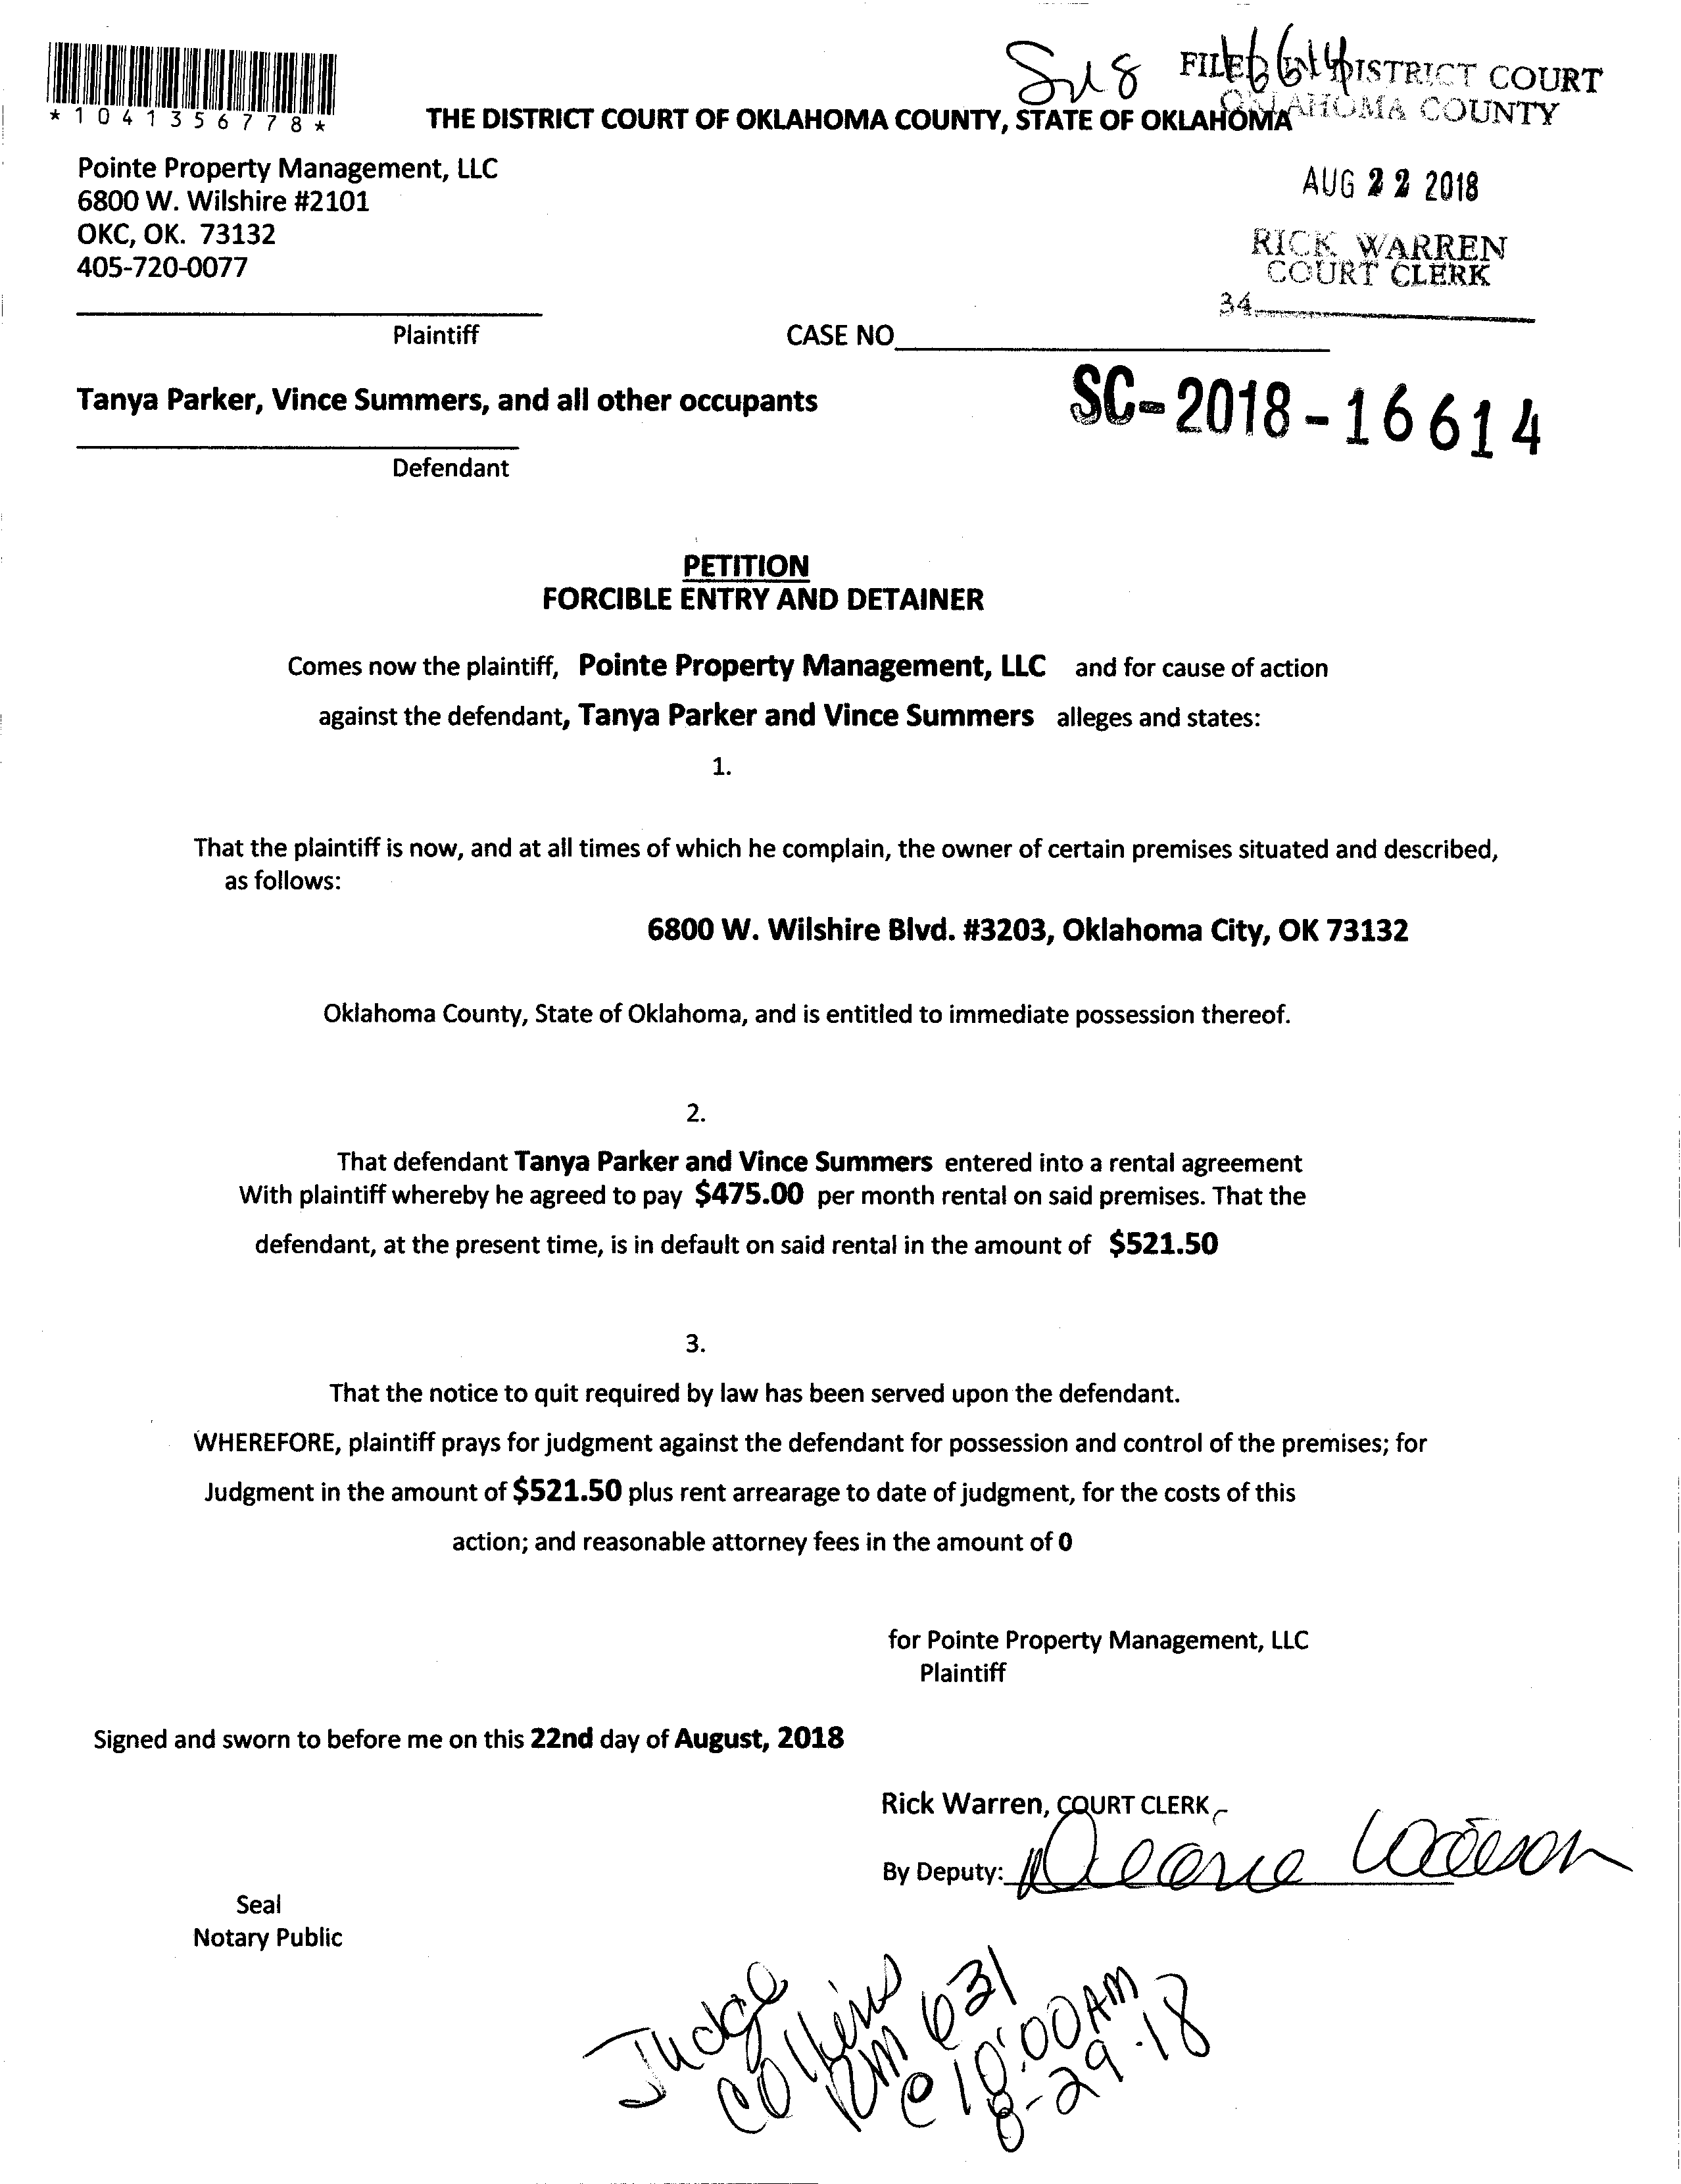 FILED DISTRICT COURT
OKLAHOMA COUNTY
*1041356778*
THE DISTRICT COURT OF OKLAHOMA COUNTY, STATE OF OKLAHOMA
Pointe Property Management, LLC
6800 W. Wilshire #2101
OKC, OK. 73132
405-720-0077
AUG 22 2018
RICK WARREN
COURT CLERK
34
Plaintiff
CASE NO
Tanya Parker, Vince Summers, and all other occupants
SC-2018-16614
Defendant
PETITION
FORCIBLE ENTRY AND DETAINER
Comes now the plaintiff, Pointe Property Management, LLC and for cause of action
against the defendant, Tanya Parker and Vince Summers alleges and states:
1.
That the plaintiff is now, and at all times of which he complain, the owner of certain premises situated and described,
as follows:
6800 W. Wilshire Blvd. #3203, Oklahoma City, OK 73132
Oklahoma County, State of Oklahoma, and is entitled to immediate possession thereof.
2.
That defendant Tanya Parker and Vince Summers entered into a rental agreement
With plaintiff whereby he agreed to pay $475.00 per month rental on said premises. That the
defendant, at the present time, is in default on said rental in the amount of $521.50
3.
That the notice to quit required by law has been served upon the defendant.
WHEREFORE, plaintiff prays for judgment against the defendant for possession and control of the premises; for
Judgment in the amount of $521.50 plus rent arrearage to date of judgment, for the costs of this
action; and reasonable attorney fees in the amount of 0
for Pointe Property Management, LLC
Plaintiff
Signed and sworn to before me on this 22nd day of August, 2018
Rick Warren, COURT CLERK
By Deputy:
Seal
Notary Public
Judge
Collins
RM 631
@ 10:00AM
8-29-18